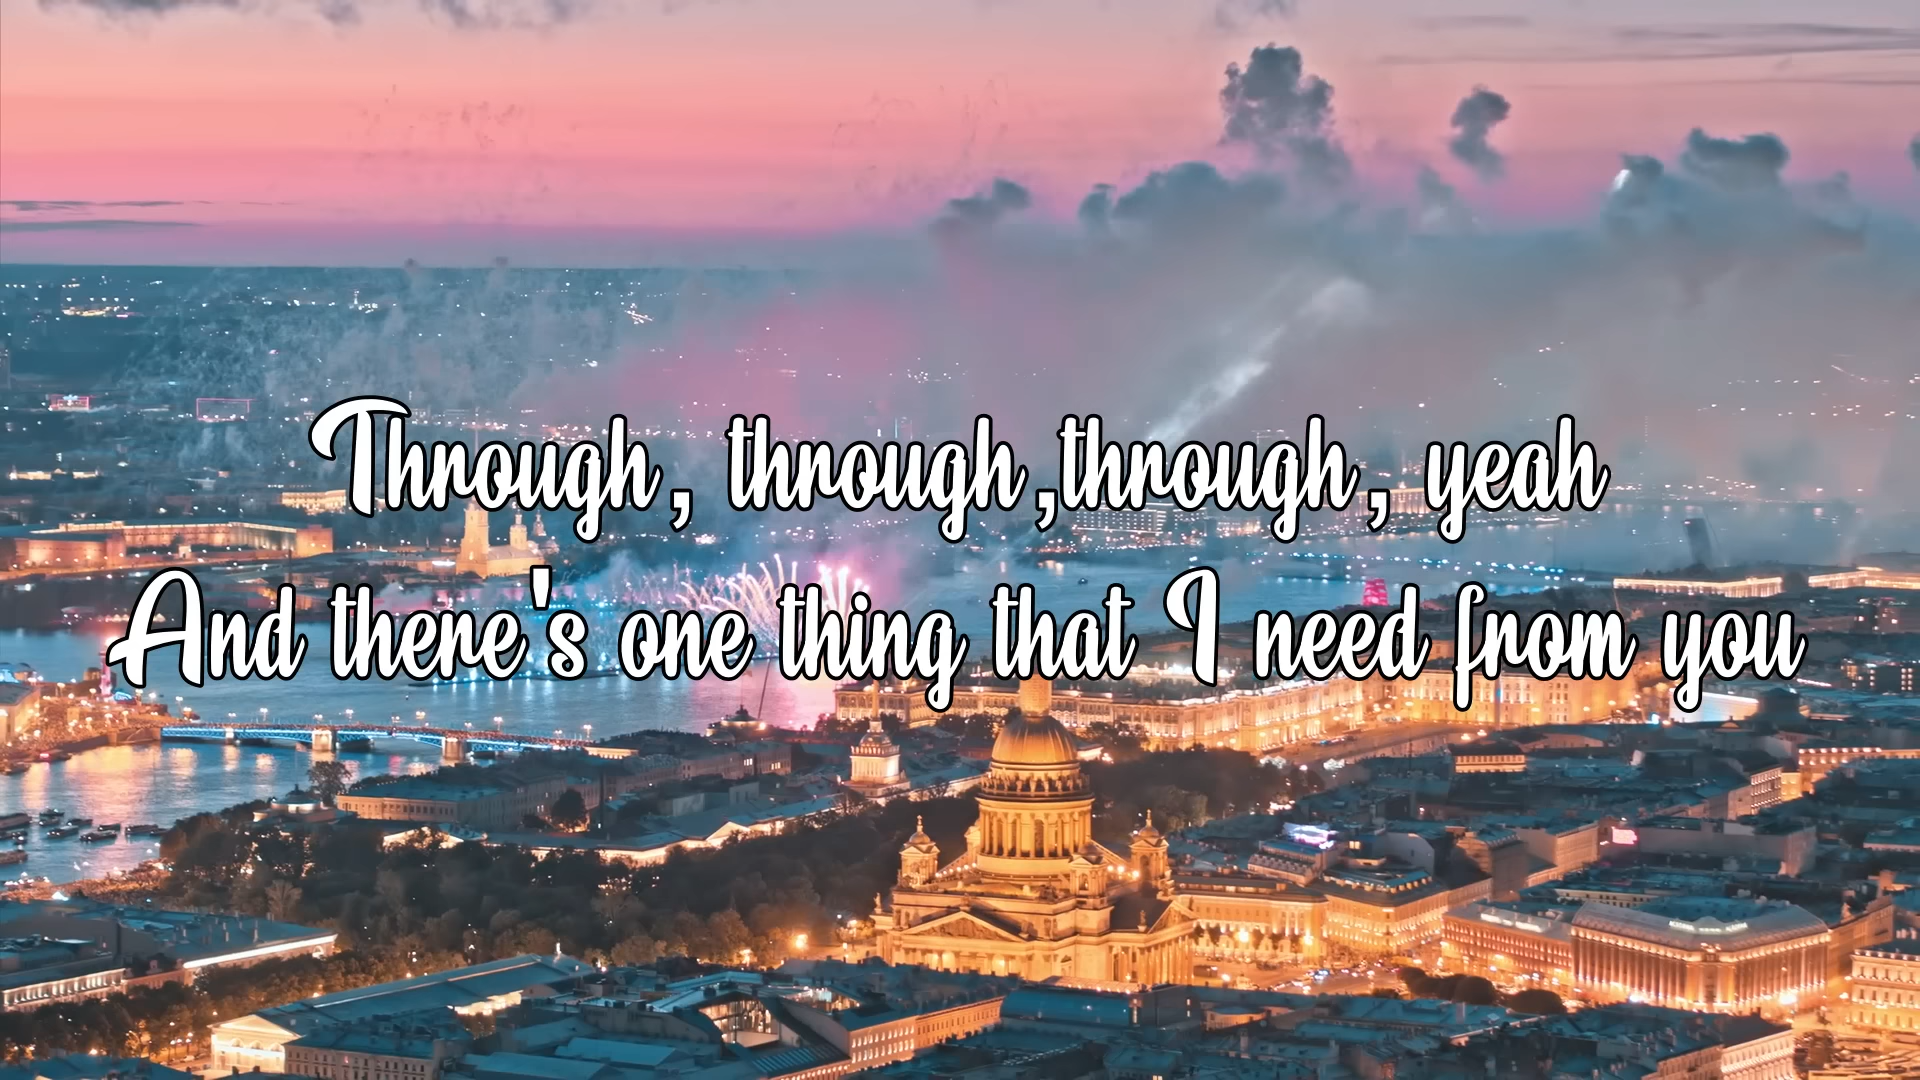 Through, through,through, yeah
And there's one thing that I need from you